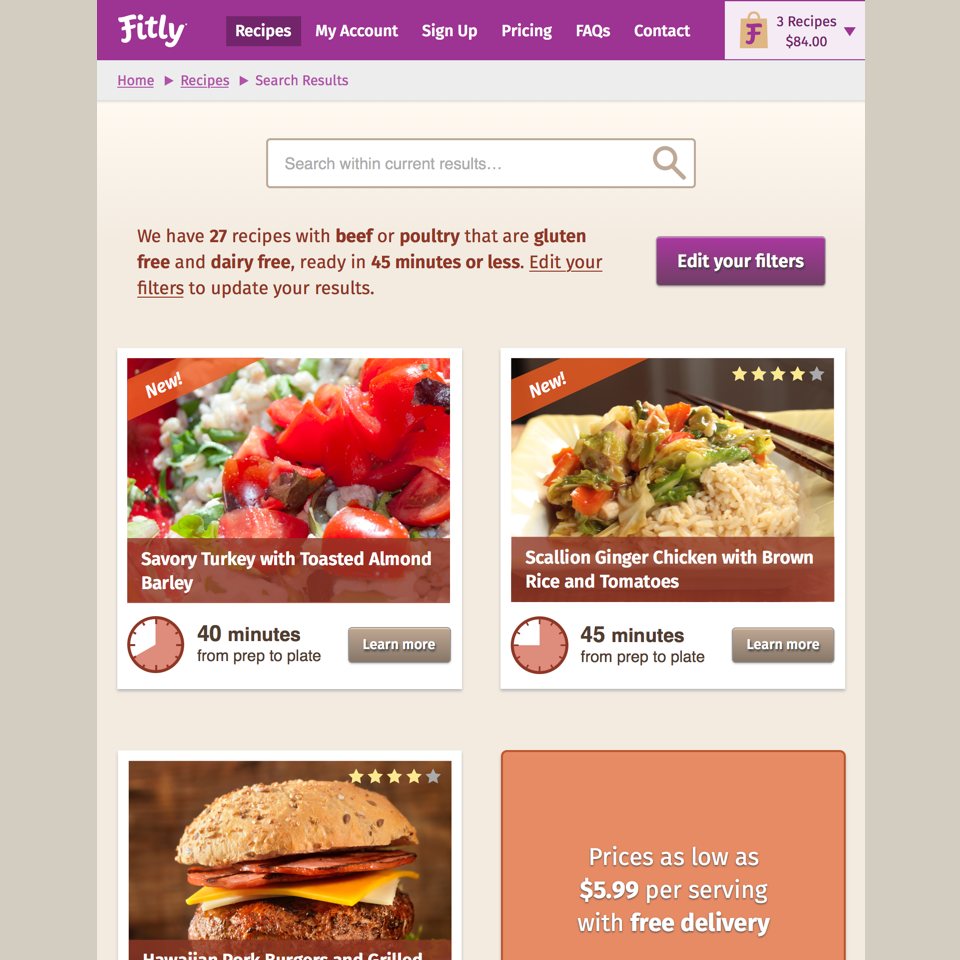 Fitly
Recipes
My Account
Sign Up
Pricing
FAQs
Contact
F
3 Recipes
$84.00
Home ▶ Recipes ▶ Search Results
Search within current results…
We have 27 recipes with beef or poultry that are gluten
free and dairy free, ready in 45 minutes or less. Edit your
filters to update your results.
Edit your filters
New!
Savory Turkey with Toasted Almond
Barley
40 minutes
from prep to plate
Learn more
New!
Scallion Ginger Chicken with Brown
Rice and Tomatoes
45 minutes
from prep to plate
Learn more
Hawaiian Pork Burgers and Grilled
Prices as low as
$5.99 per serving
with free delivery